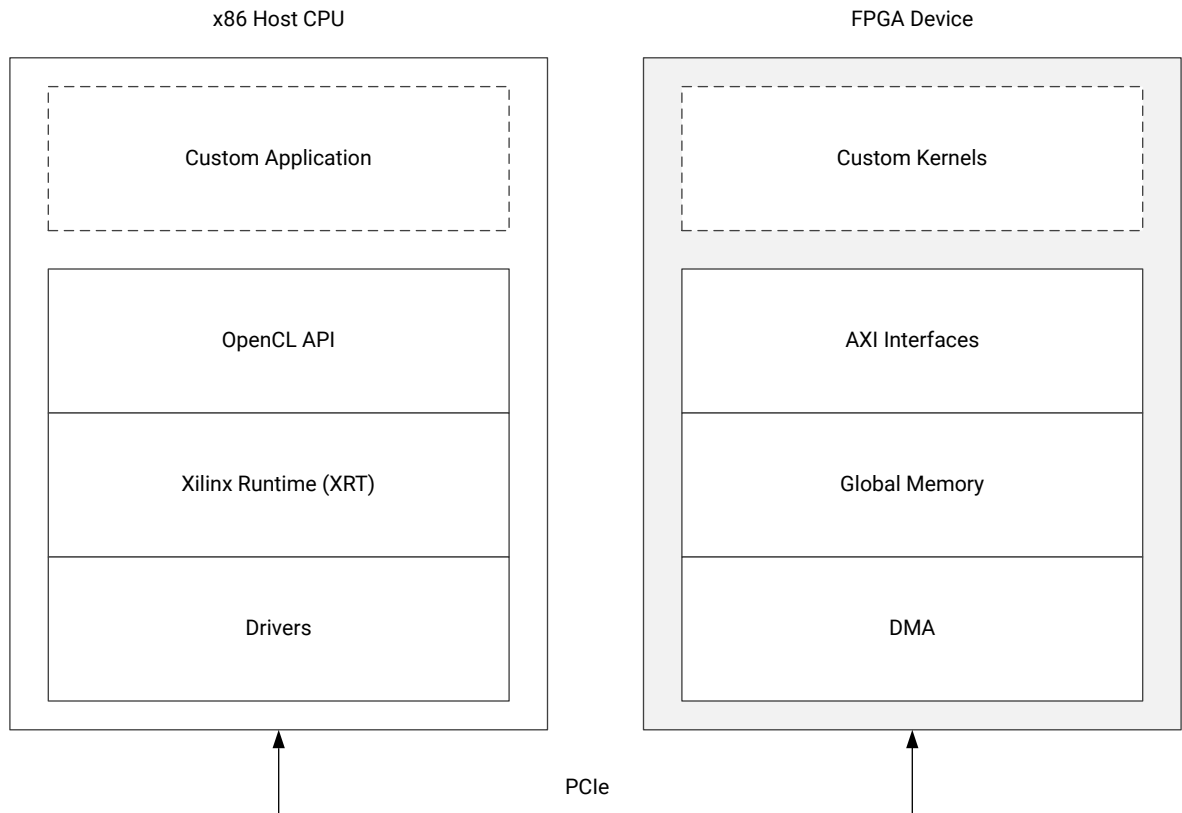 x86 Host CPU
Custom Application
OpenCL API
Xilinx Runtime (XRT)
Drivers
FPGA Device
Custom Kernels
AXI Interfaces
Global Memory
DMA
PCIe